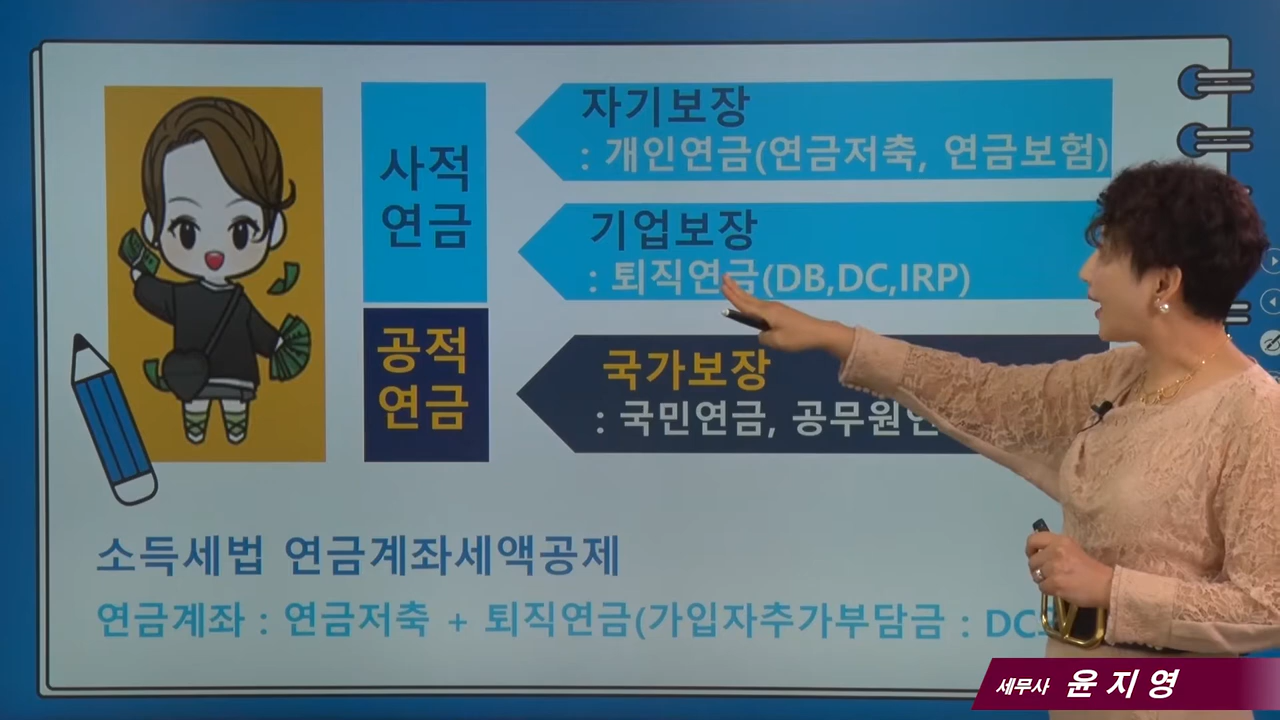 사적
연금
자기보장
: 개인연금(연금저축, 연금보험)
기업보장
: 퇴직연금(DB,DC,IRP)
공적
연금
국가보장
: 국민연금,
소득세법 연금계좌세액공제
연금계좌 : 연금저축 + 퇴직연금(가입자추가부담금 : DC
세무사 윤지영